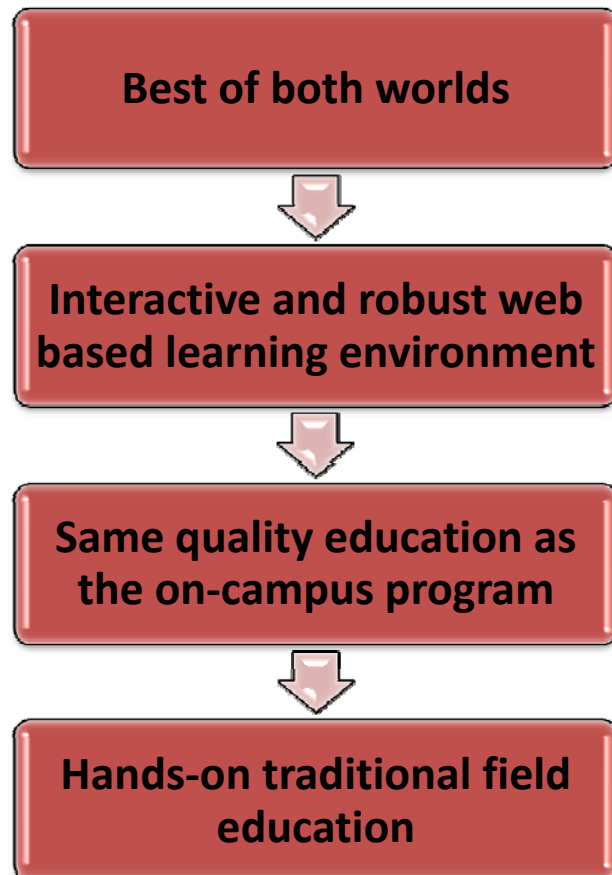 Best of both worlds
Interactive and robust web
based learning environment
Same quality education as
the on-campus program
Hands-on traditional field
education